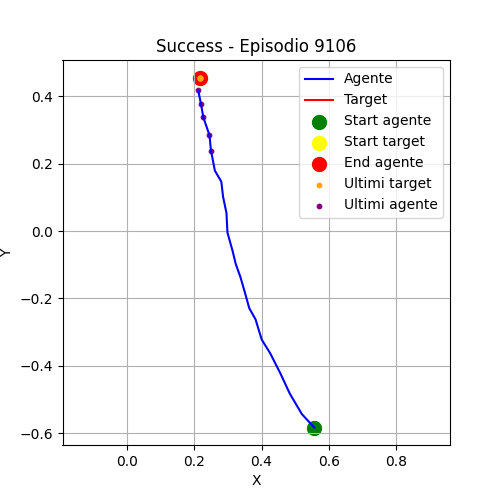 Success - Episodio 9106
Agente
Target
Start agente
Start target
End agente
Ultimi target
Ultimi agente
0.4
0.2
0.0
−0.2
−0.4
−0.6
Y
0.0
0.2
0.4
0.6
0.8
X